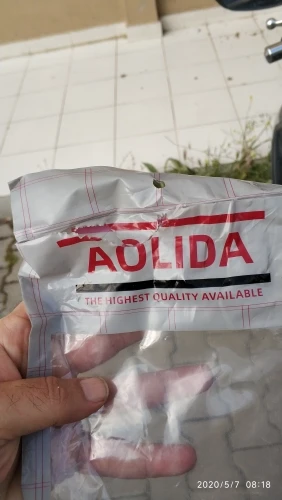 AOLIDA
THE HIGHEST QUALITY AVAILABLE
2020/5/7 08:18